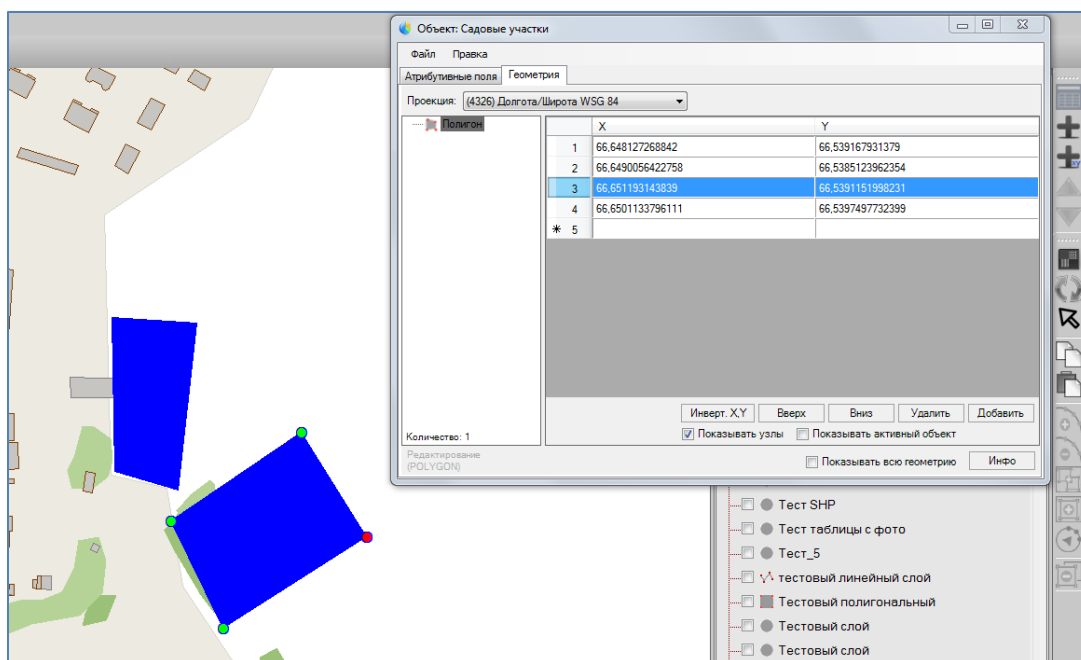 Объект: Садовые участки
Файл Правка
Атрибутивные поля Геометрия
Проекция: (4326) Долгота/Широта WSG 84
Полигон
X Y
1 66,648127268842 66,539167931379
2 66,6490056422758 66,5385123962354
3 66,651193143839 66,5391151998231
4 66,6501133796111 66,5397497732399
* 5
Инверт. X,Y Вверх Вниз Удалить Добавить
Количество: 1
Показывать узлы Показывать активный объект
Редактирование
(POLYGON)
Показывать всю геометрию Инфо
Тест SHP
Тест таблицы с фото
Тест_5
тестовый линейный слой
Тестовый полигональный
Тестовый слой
Тестовый слой